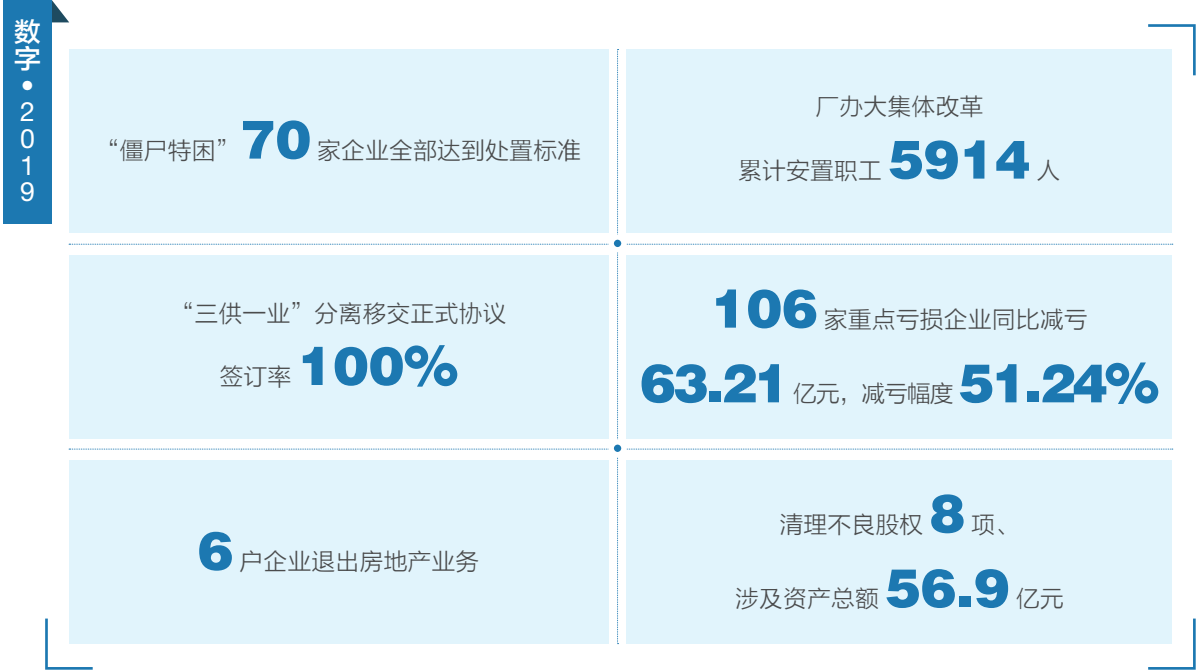 数字•2019
“僵尸特困”70家企业全部达到处置标准
厂办大集体改革
累计安置职工5914人
“三供一业”分离移交正式协议
签订率100%
106家重点亏损企业同比减亏
63.21亿元，减亏幅度51.24%
6户企业退出房地产业务
清理不良股权8项、
涉及资产总额56.9亿元